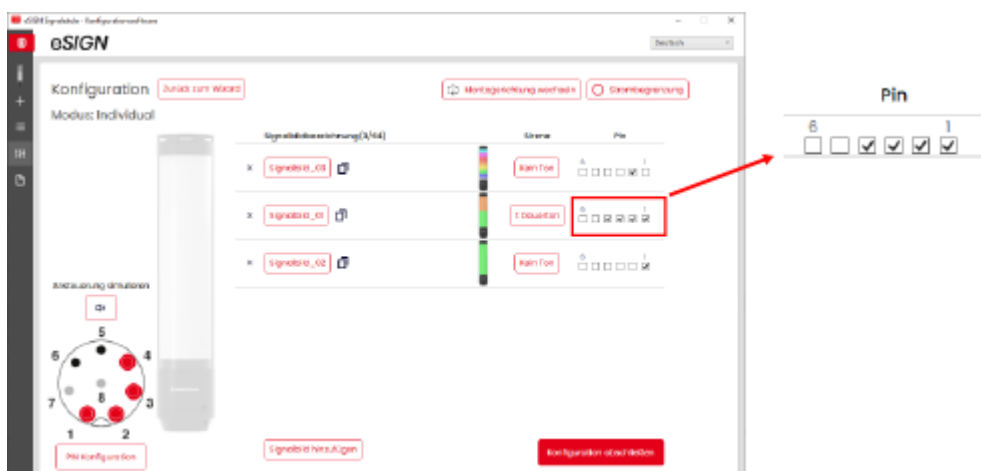 eSIGN Signalsäule - Konfigurationssoftware
eSIGN
Deutsch
Konfiguration
Zurück zum Wizard
Montagerichtung wechseln
Strombegrenzung
Modus: Individual
Signalbildbezeichnung(3/64)
Sirene
Pin
Signalbild_03
Kein Ton
6
1
Signalbild_01
1 Dauerton
6
1
Signalbild_02
Kein Ton
6
1
Ansteuerung simulieren
5
6
4
7
8
3
1
2
PIN Konfiguration
Signalbild hinzufügen
Konfiguration abschließen
Pin
6
1